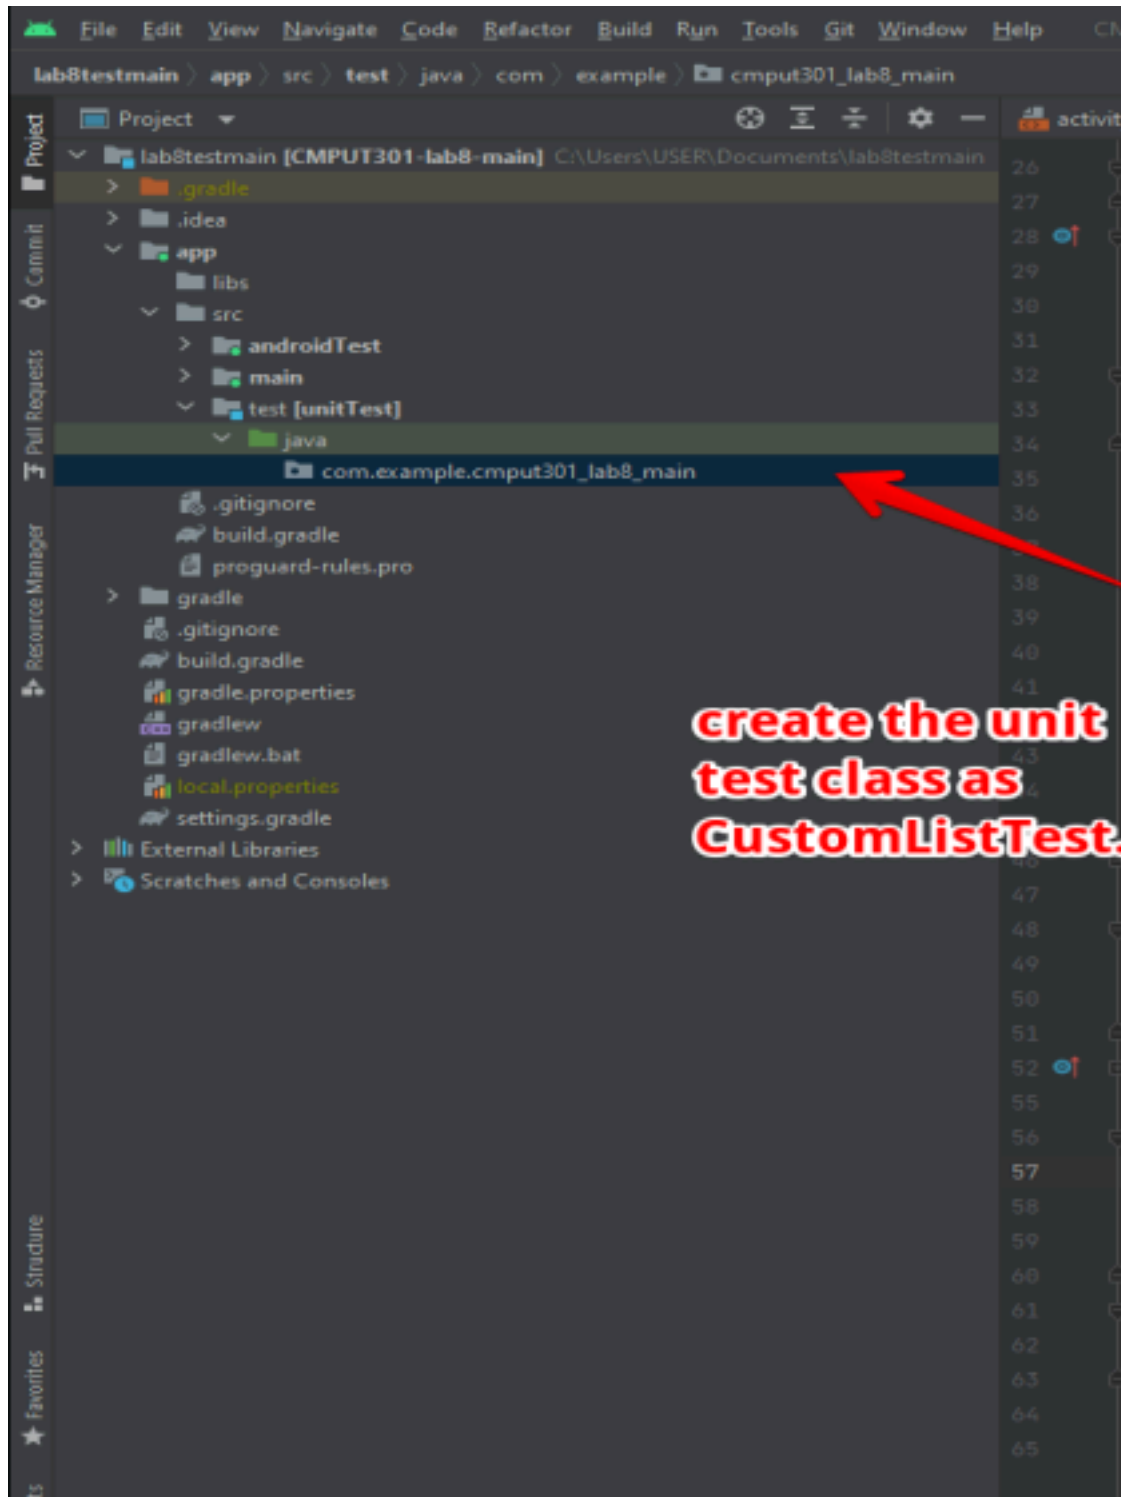 File Edit View Navigate Code Refactor Build Run Tools Git Window Help CM
lab8testmain app src test java com example cmput301_lab8_main
Project
activit
Project
Commit
Pull Requests
Resource Manager
Structure
Favorites
lab8testmain [CMPUT301-lab8-main] C:\Users\USER\Documents\lab8testmain
.gradle
.idea
app
libs
src
androidTest
main
test [unitTest]
java
com.example.cmput301_lab8_main
.gitignore
build.gradle
proguard-rules.pro
gradle
.gitignore
build.gradle
gradle.properties
gradlew
gradlew.bat
local.properties
settings.gradle
External Libraries
Scratches and Consoles
26
27
28
29
30
31
32
33
34
35
36
38
39
40
41
43
47
48
49
50
51
52
55
56
57
58
59
60
61
62
63
64
65
create the unit
test class as
CustomListTest.